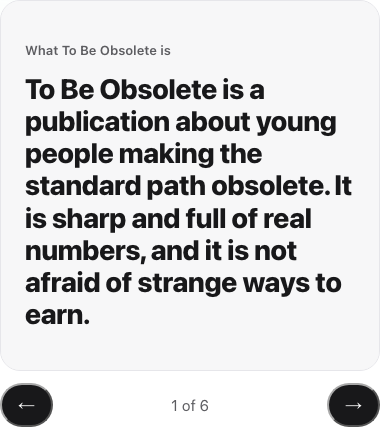 What To Be Obsolete is
To Be Obsolete is a
publication about young
people making the
standard path obsolete. It
is sharp and full of real
numbers, and it is not
afraid of strange ways to
earn.
← 1 of 6 →